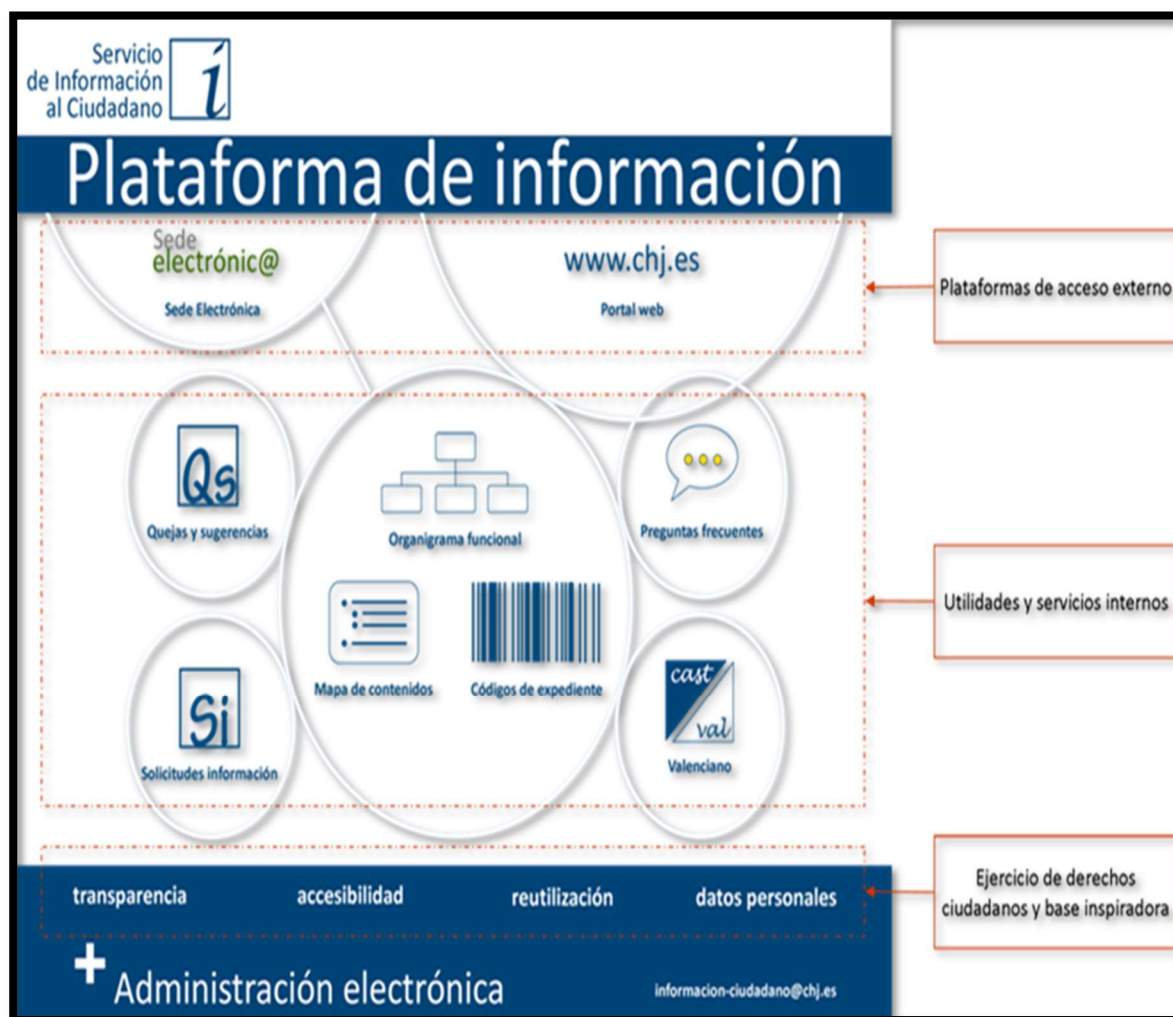 Servicio
de Información
al Ciudadano
i
Plataforma de información
Sede
electrónic@
Sede Electrónica
www.chj.es
Portal web
Plataformas de acceso externo
Qs
Quejas y sugerencias
Organigrama funcional
Preguntas frecuentes
Utilidades y servicios internos
Mapa de contenidos
Códigos de expediente
Si
Solicitudes información
cast
val
Valenciano
transparencia
accesibilidad
reutilización
datos personales
Ejercicio de derechos
ciudadanos y base inspiradora
+ Administración electrónica
informacion-ciudadano@chj.es